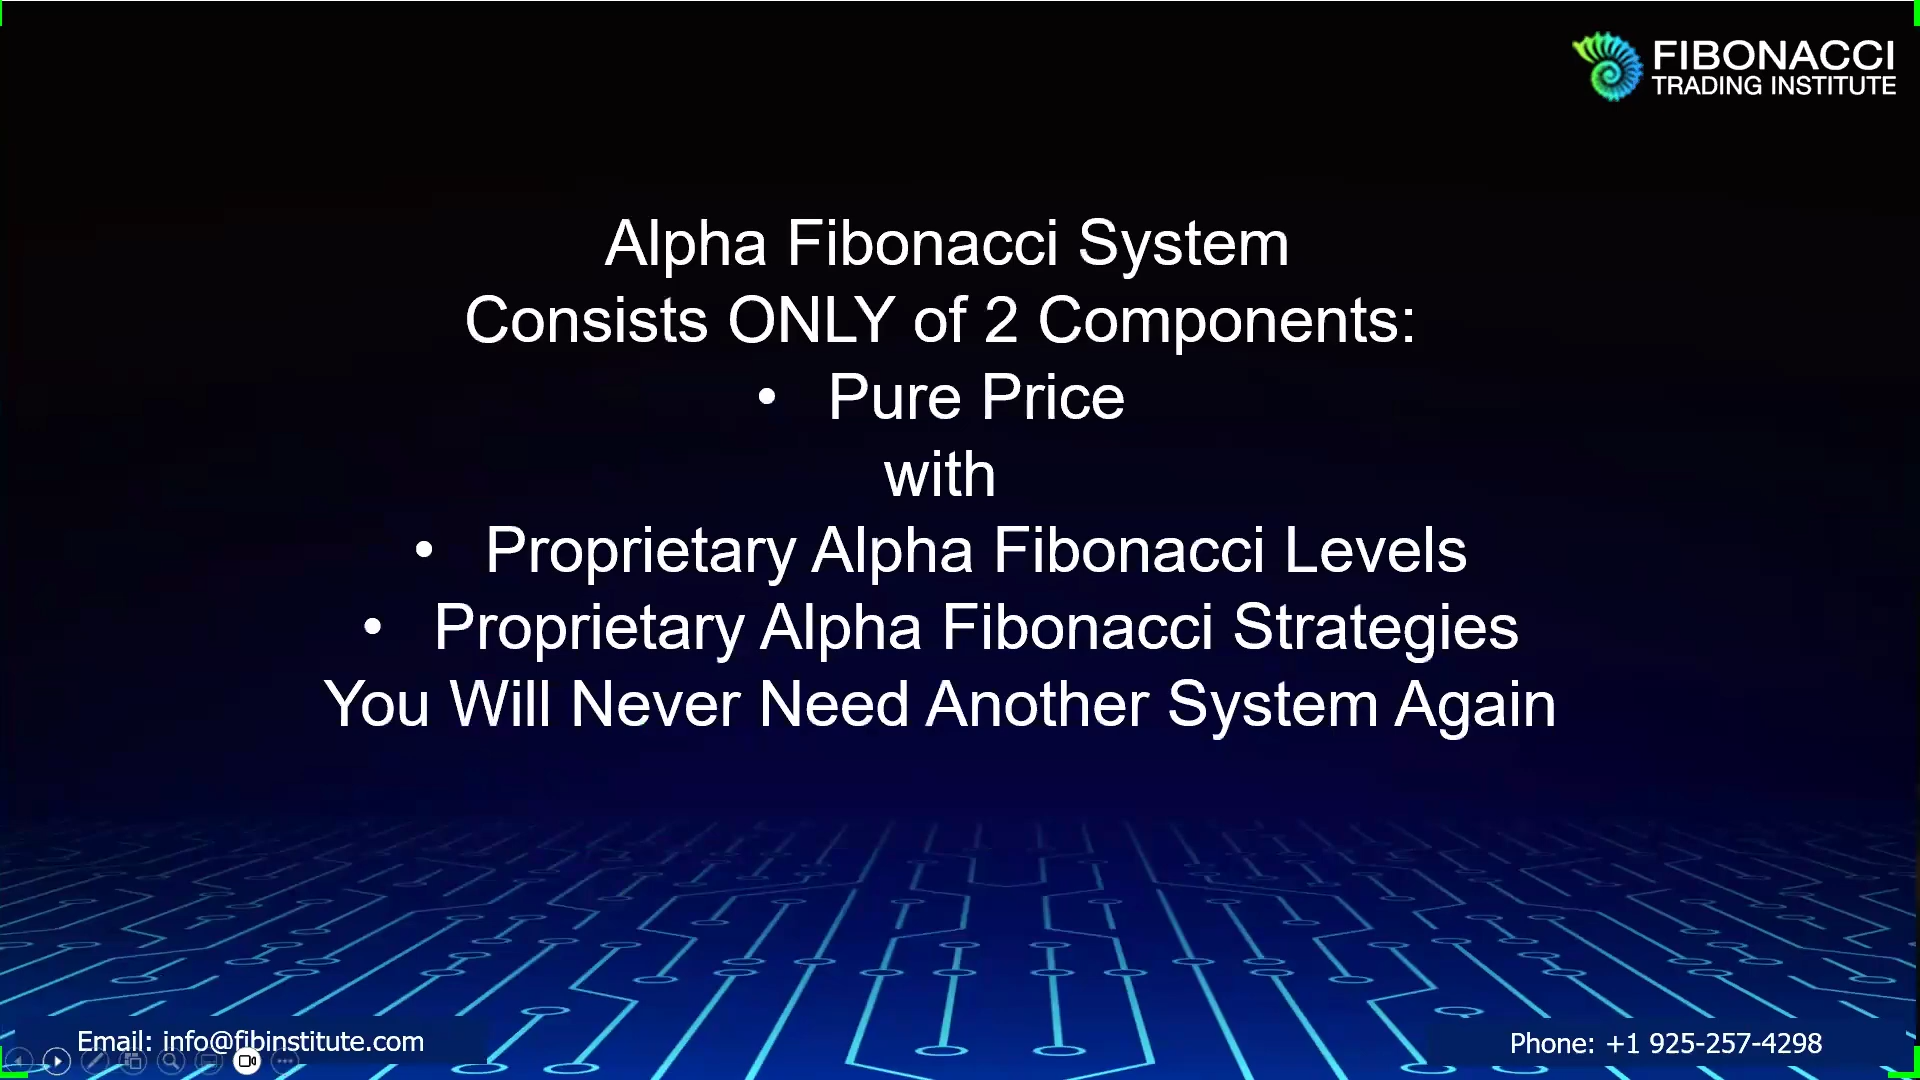 FIBONACCI
TRADING INSTITUTE
Alpha Fibonacci System
Consists ONLY of 2 Components:
• Pure Price
with
• Proprietary Alpha Fibonacci Levels
• Proprietary Alpha Fibonacci Strategies
You Will Never Need Another System Again
Email: info@fibinstitute.com
Phone: +1 925-257-4298